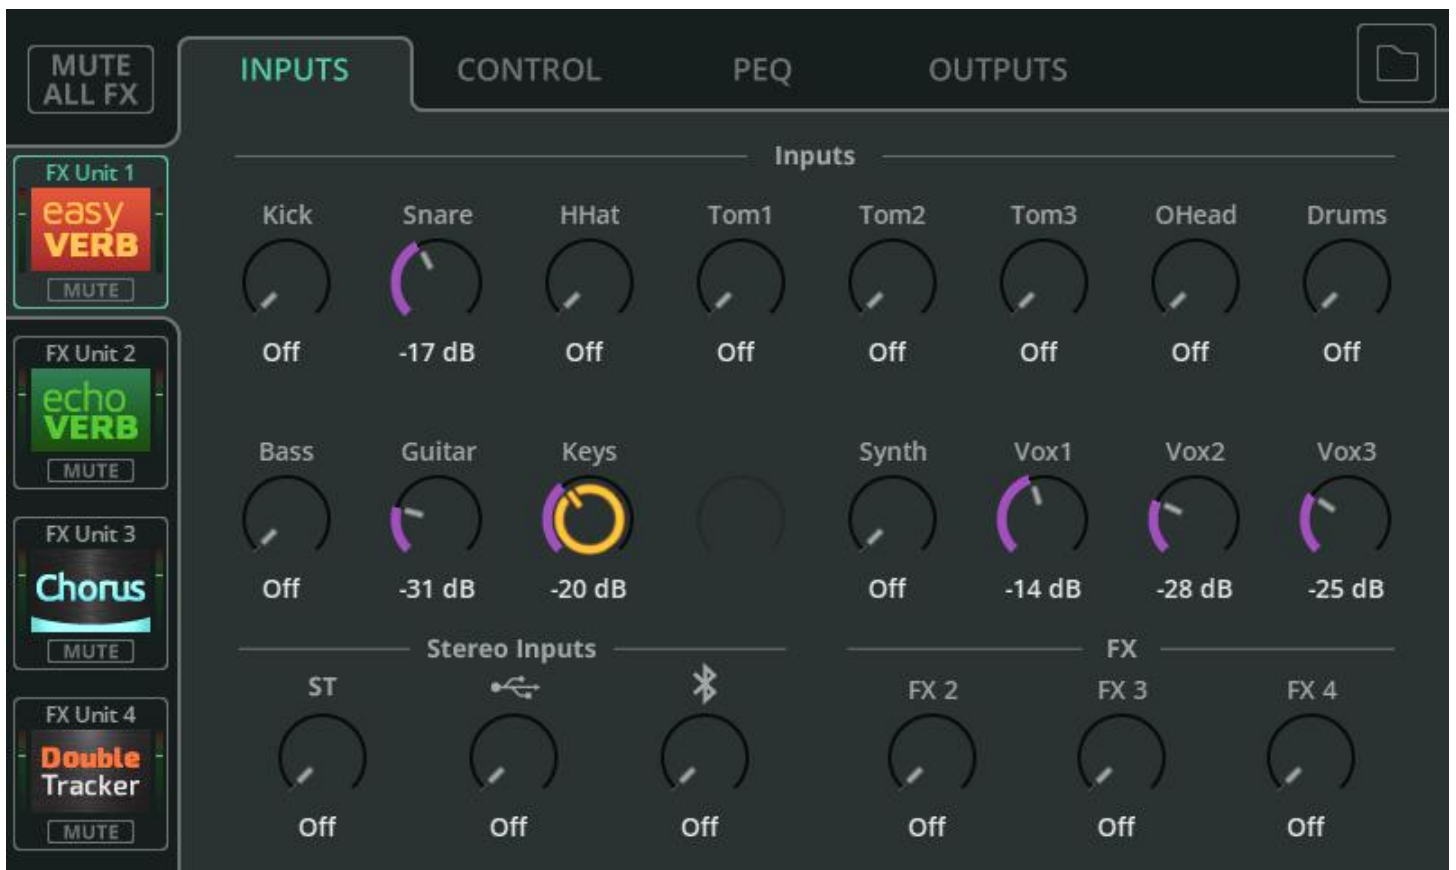 MUTE
ALL FX
INPUTS CONTROL PEQ OUTPUTS
FX Unit 1
easy
VERB
MUTE
FX Unit 2
echo
VERB
MUTE
FX Unit 3
Chorus
MUTE
FX Unit 4
Double
Tracker
MUTE
Inputs
Kick Snare HHat Tom1 Tom2 Tom3 OHead Drums
Off -17 dB Off Off Off Off Off Off
Bass Guitar Keys Synth Vox1 Vox2 Vox3
Off -31 dB -20 dB Off -14 dB -28 dB -25 dB
Stereo Inputs FX
ST FX 2 FX 3 FX 4
Off Off Off Off Off Off